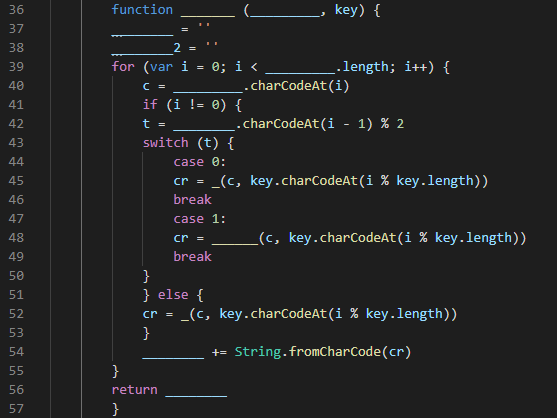 36 function _______ (_________, key) {
37 ________ = ''
38 ________2 = ''
39 for (var i = 0; i < _________.length; i++) {
40 c = _________.charCodeAt(i)
41 if (i != 0) {
42 t = ________.charCodeAt(i - 1) % 2
43 switch (t) {
44 case 0:
45 cr = _(c, key.charCodeAt(i % key.length))
46 break
47 case 1:
48 cr = ______(c, key.charCodeAt(i % key.length))
49 break
50 }
51 } else {
52 cr = _(c, key.charCodeAt(i % key.length))
53 }
54 ________ += String.fromCharCode(cr)
55 }
56 return ________
57 }